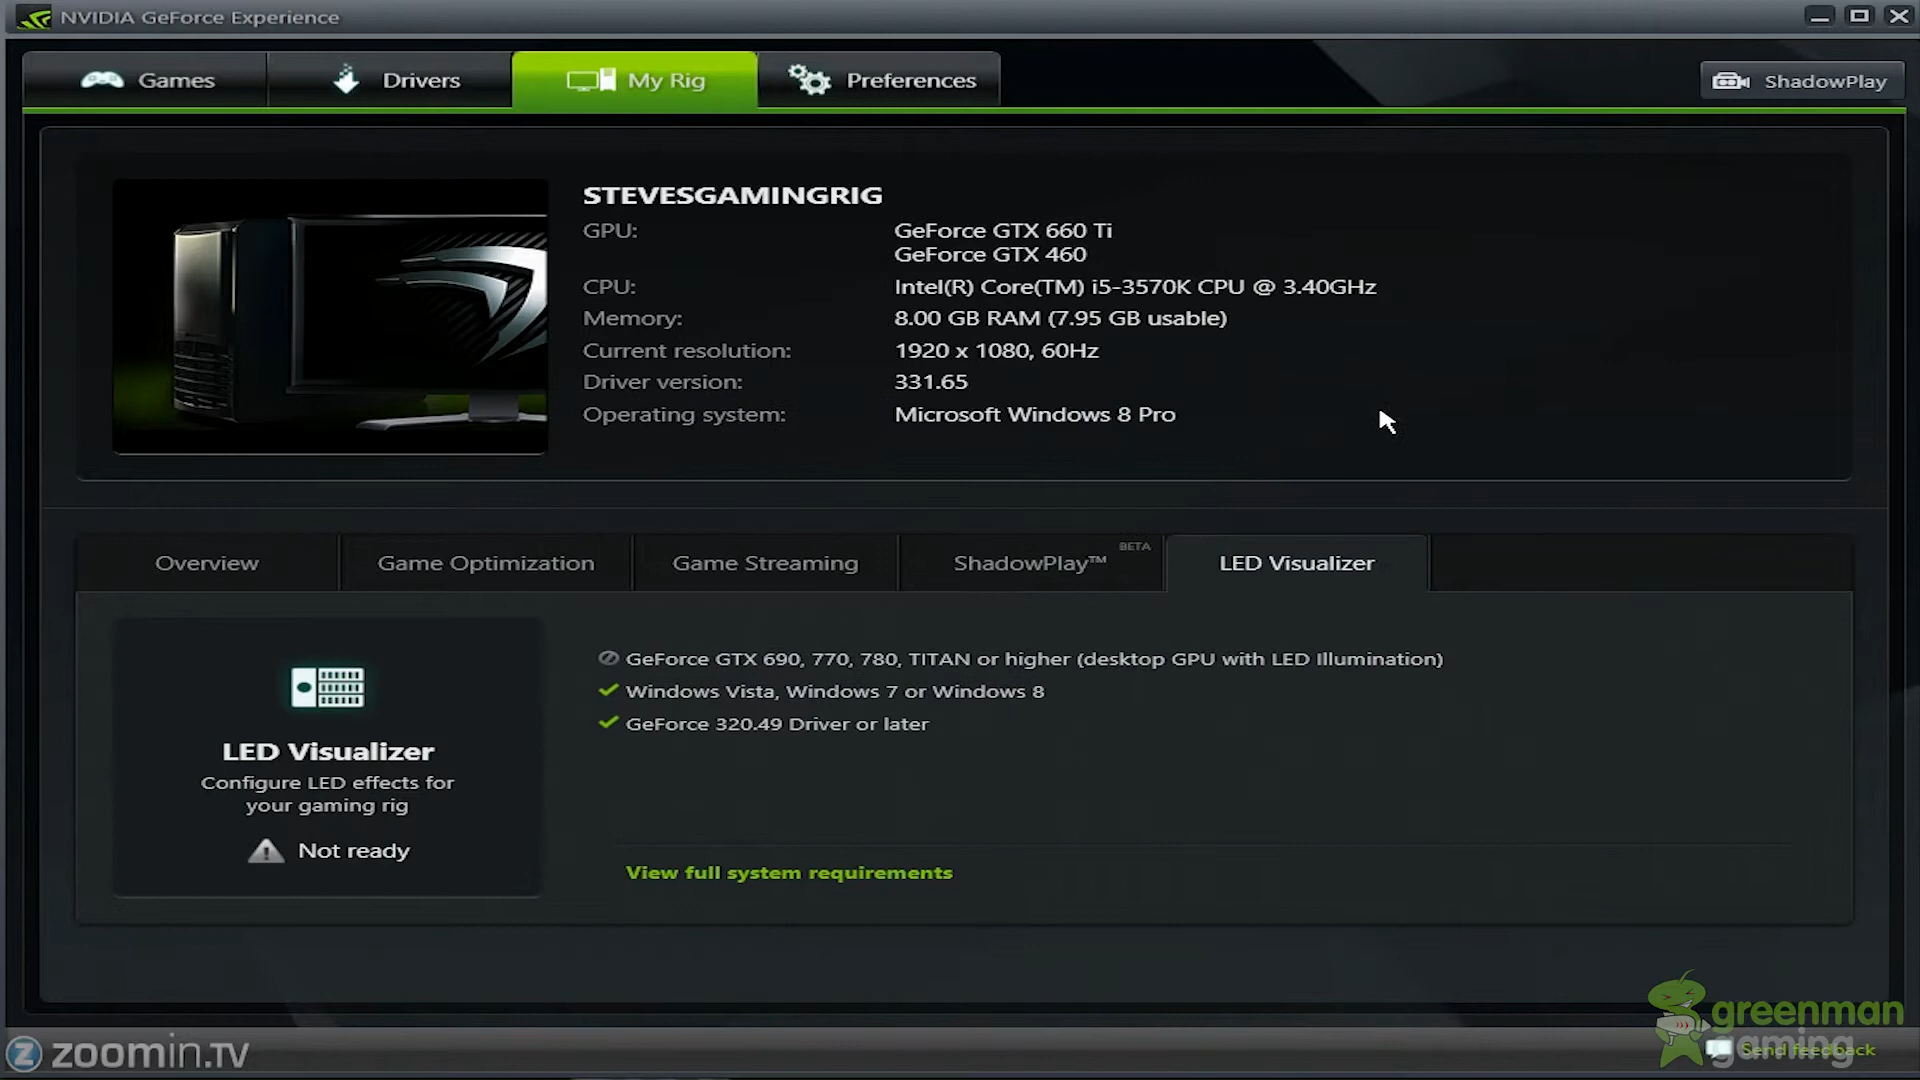 NVIDIA GeForce Experience
Games
Drivers
My Rig
Preferences
ShadowPlay
STEVESGAMINGRIG
GPU:
GeForce GTX 660 Ti
GeForce GTX 460
CPU:
Intel(R) Core(TM) i5-3570K CPU @ 3.40GHz
Memory:
8.00 GB RAM (7.95 GB usable)
Current resolution:
1920 x 1080, 60Hz
Driver version:
331.65
Operating system:
Microsoft Windows 8 Pro
Overview
Game Optimization
Game Streaming
ShadowPlay™
BETA
LED Visualizer
LED Visualizer
Configure LED effects for
your gaming rig
Not ready
GeForce GTX 690, 770, 780, TITAN or higher (desktop GPU with LED Illumination)
Windows Vista, Windows 7 or Windows 8
GeForce 320.49 Driver or later
View full system requirements
Z zoomin.TV
greenman
gaming
Send feedback